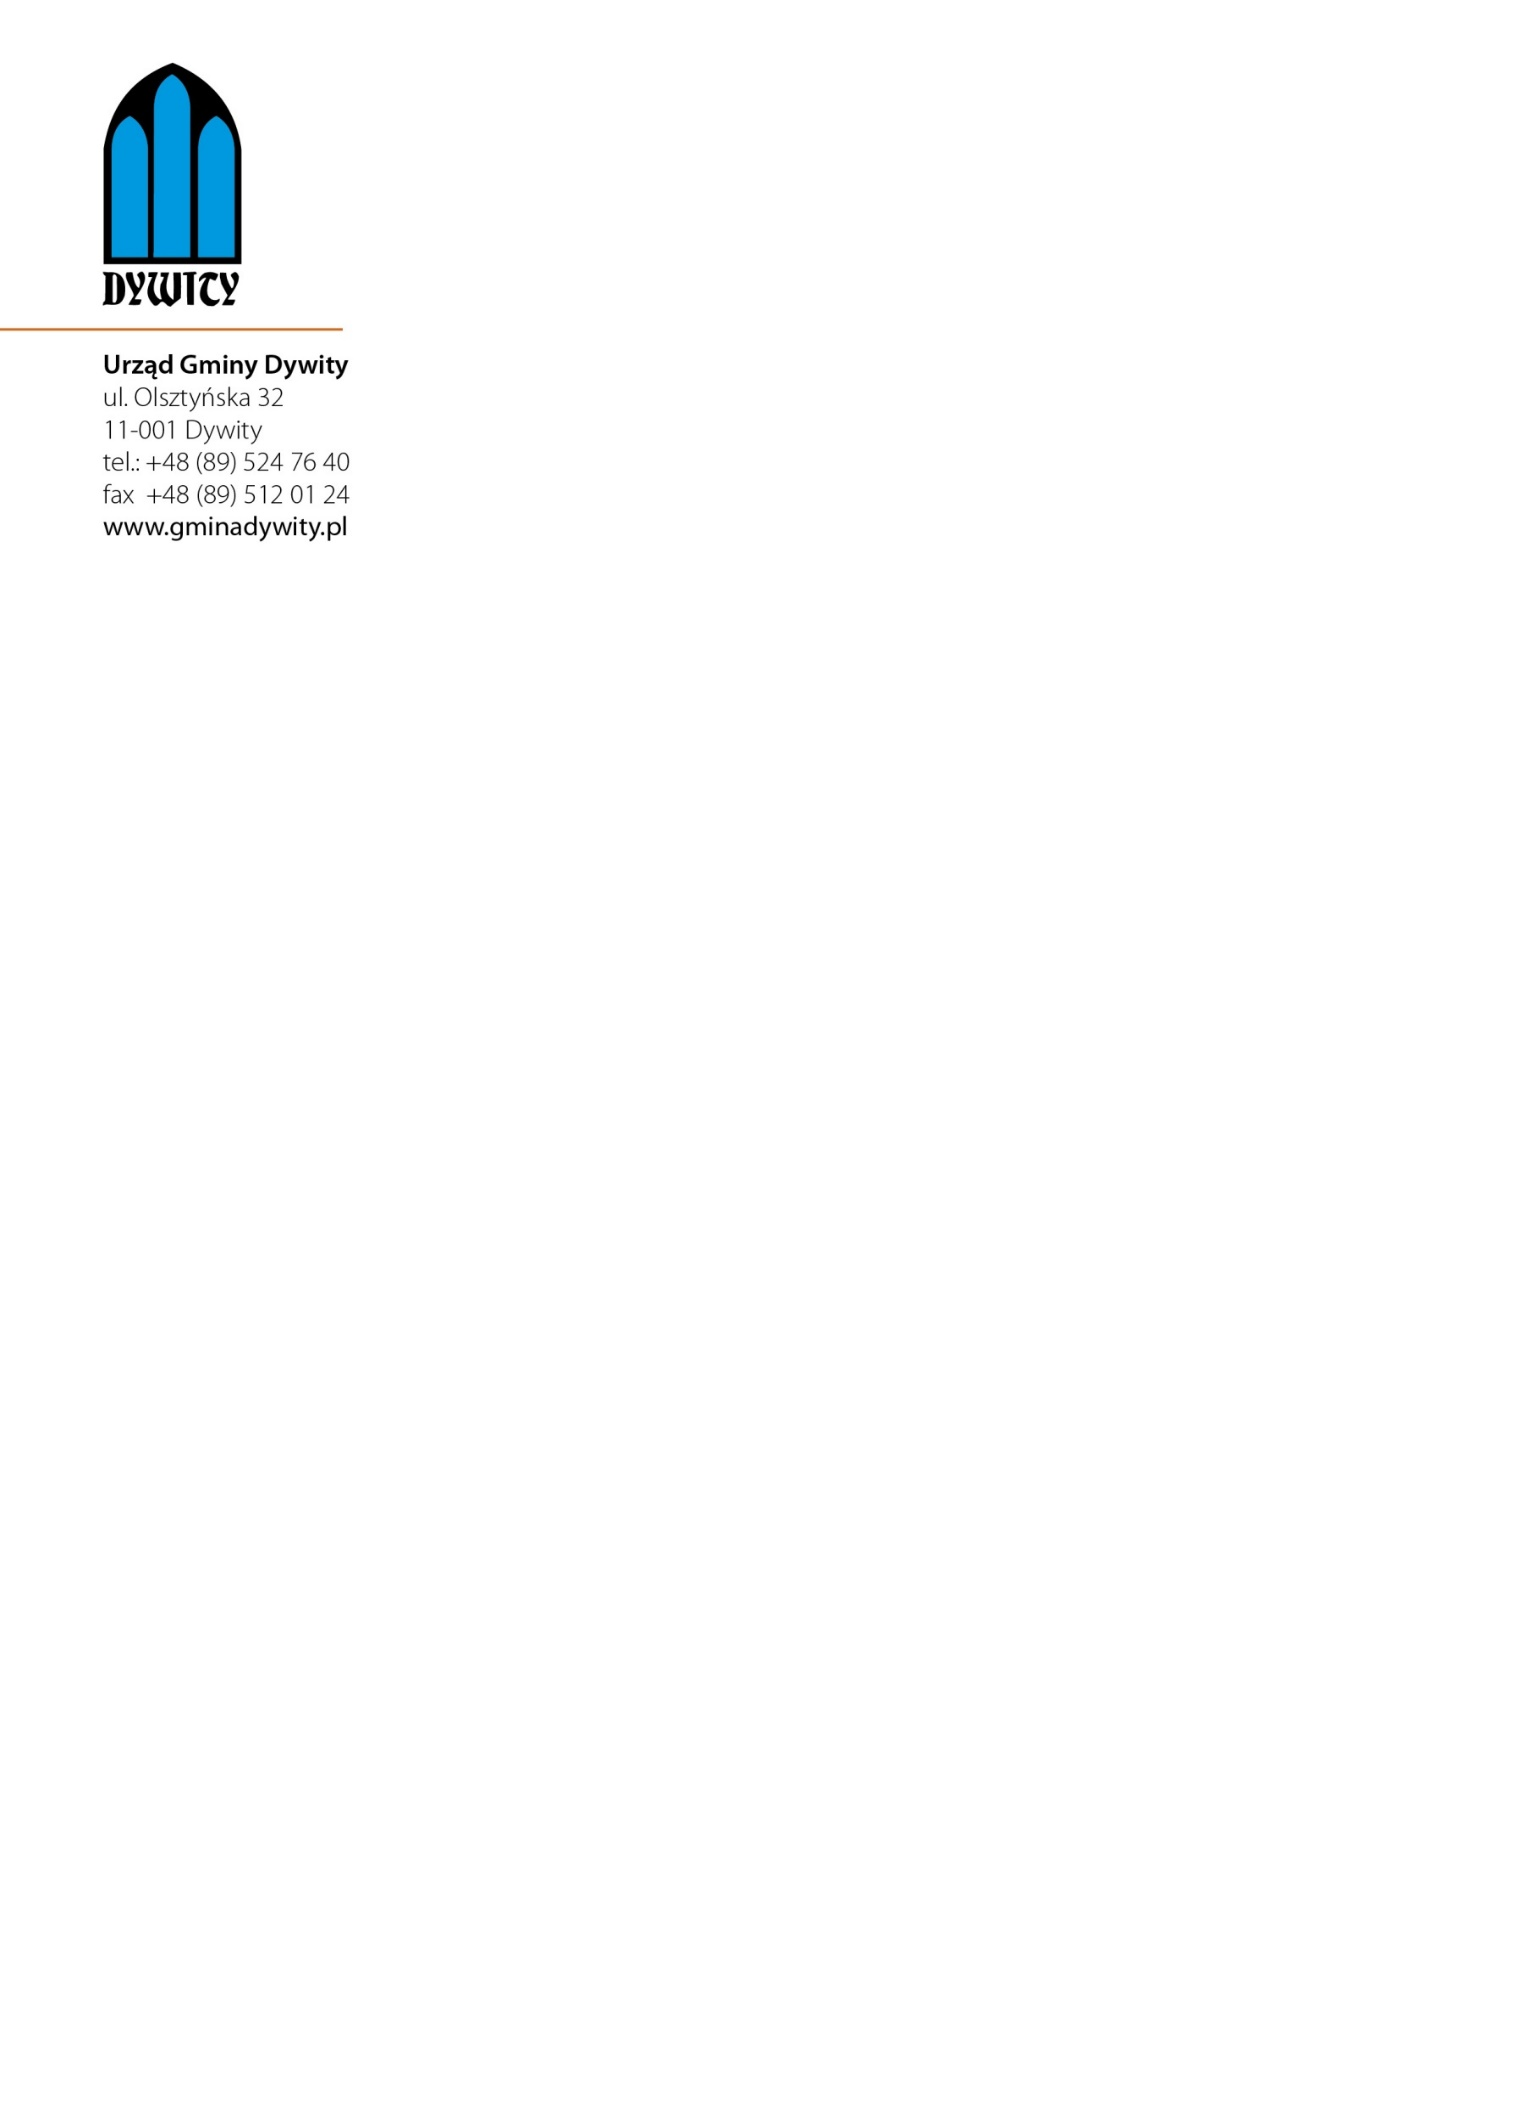 DYWITY
Urząd Gminy Dywity
ul. Olsztyńska 32
11-001 Dywity
tel.: +48 (89) 524 76 40
fax +48 (89) 512 01 24
www.gminadywity.pl